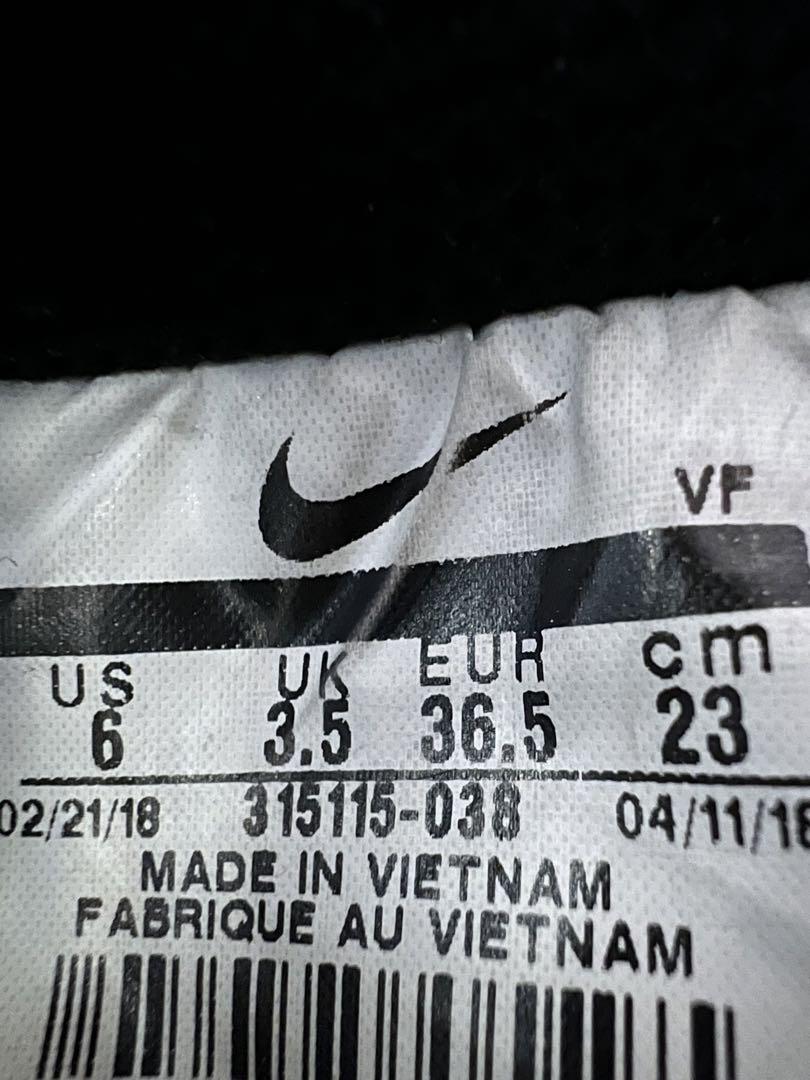 VF
US UK EUR cm
6 3.5 36.5 23
02/21/18 315115-038 04/11/18
MADE IN VIETNAM
FABRIQUE AU VIETNAM